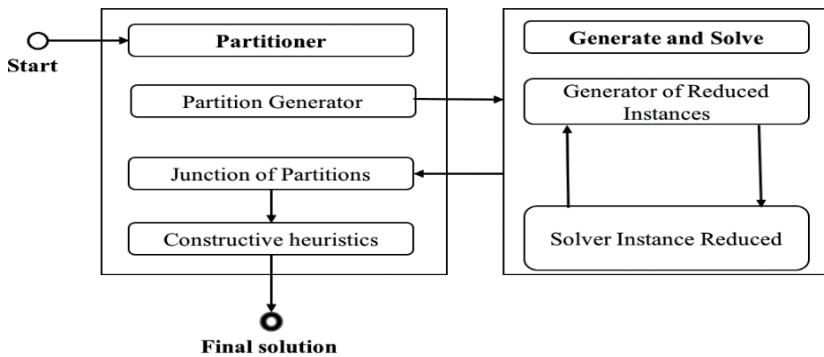 Start
Partitioner
Partition Generator
Junction of Partitions
Constructive heuristics
Final solution
Generate and Solve
Generator of Reduced
Instances
Solver Instance Reduced